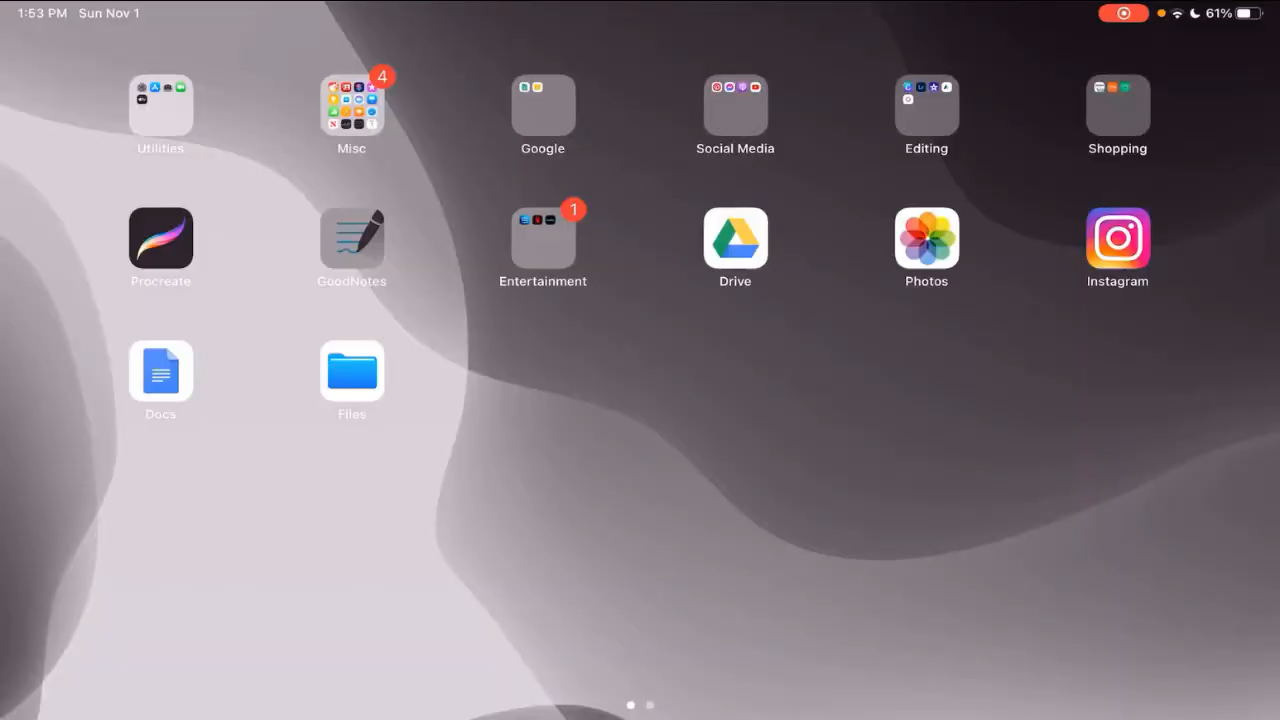 1:53 PM Sun Nov 1 61%
4
Utilities Misc Google Social Media Editing Shopping
1
Procreate GoodNotes Entertainment Drive Photos Instagram
Docs Files